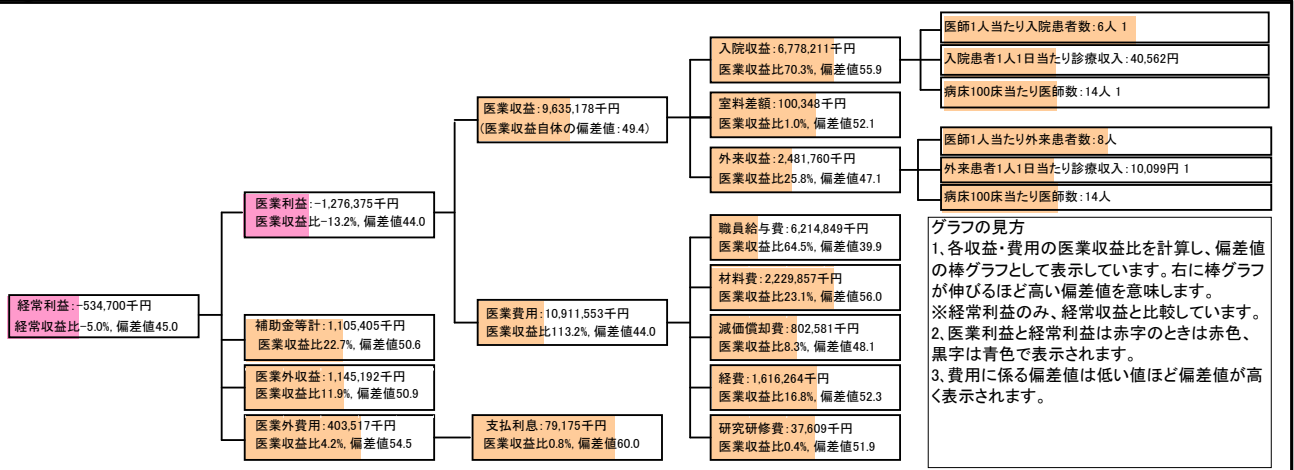 経常利益:-534,700千円
経常収益比-5.0%, 偏差値45.0
医業利益:-1,276,375千円
医業収益比-13.2%, 偏差値44.0
補助金等計:1,105,405千円
医業収益比22.7%, 偏差値50.6
医業外収益:1,145,192千円
医業収益比11.9%, 偏差値50.9
医業外費用:403,517千円
医業収益比4.2%, 偏差値54.5
医業収益:9,635,178千円
(医業収益自体の偏差値:49.4)
医業費用:10,911,553千円
医業収益比113.2%, 偏差値44.0
支払利息:79,175千円
医業収益比0.8%, 偏差値60.0
入院収益:6,778,211千円
医業収益比70.3%, 偏差値55.9
室料差額:100,348千円
医業収益比1.0%, 偏差値52.1
外来収益:2,481,760千円
医業収益比25.8%, 偏差値47.1
職員給与費:6,214,849千円
医業収益比64.5%, 偏差値39.9
材料費:2,229,857千円
医業収益比23.1%, 偏差値56.0
減価償却費:802,581千円
医業収益比8.3%, 偏差値48.1
経費:1,616,264千円
医業収益比16.8%, 偏差値52.3
研究研修費:37,609千円
医業収益比0.4%, 偏差値51.9
医師1人当たり入院患者数:6人 1
入院患者1人1日当たり診療収入:40,562円
病床100床当たり医師数:14人 1
医師1人当たり外来患者数:8人
外来患者1人1日当たり診療収入:10,099円 1
病床100床当たり医師数:14人
グラフの見方
1、各収益・費用の医業収益比を計算し、偏差値
の棒グラフとして表示しています。右に棒グラフ
が伸びるほど高い偏差値を意味します。
※経常利益のみ、経常収益と比較しています。
2、医業利益と経常利益は赤字のときは赤色、
黒字は青色で表示されます。
3、費用に係る偏差値は低い値ほど偏差値が高
く表示されます。